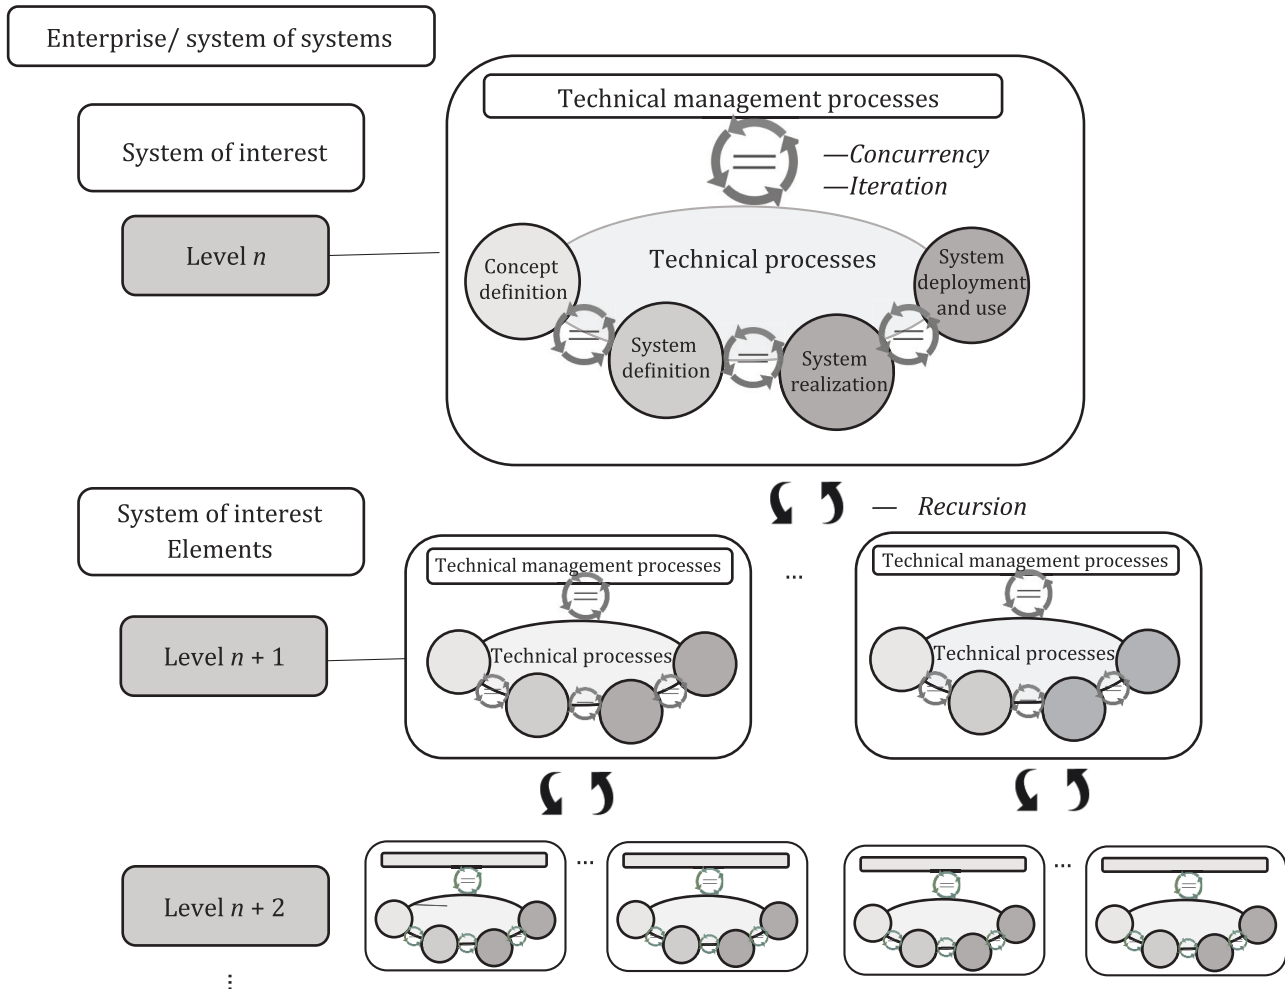 Enterprise/ system of systems
System of interest
Level n
Technical management processes
—Concurrency
—Iteration
Technical processes
Concept
definition
System
definition
System
realization
System
deployment
and use
— Recursion
System of interest
Elements
Level n + 1
Technical management processes
Technical processes
...
Technical management processes
Technical processes
Level n + 2
...
...
⋮